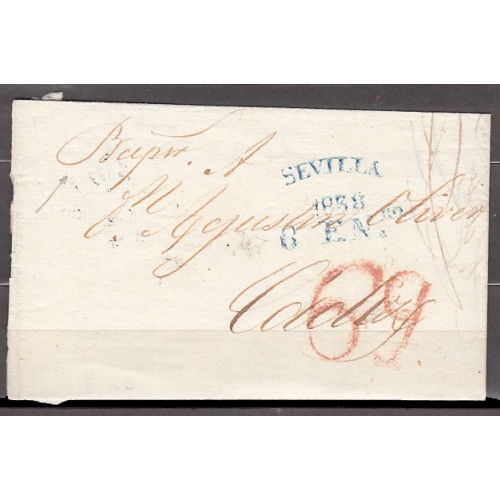 Bapr. A
SEVILLA
1838
6 EN.
Agustin Oliver
69
Cadiz